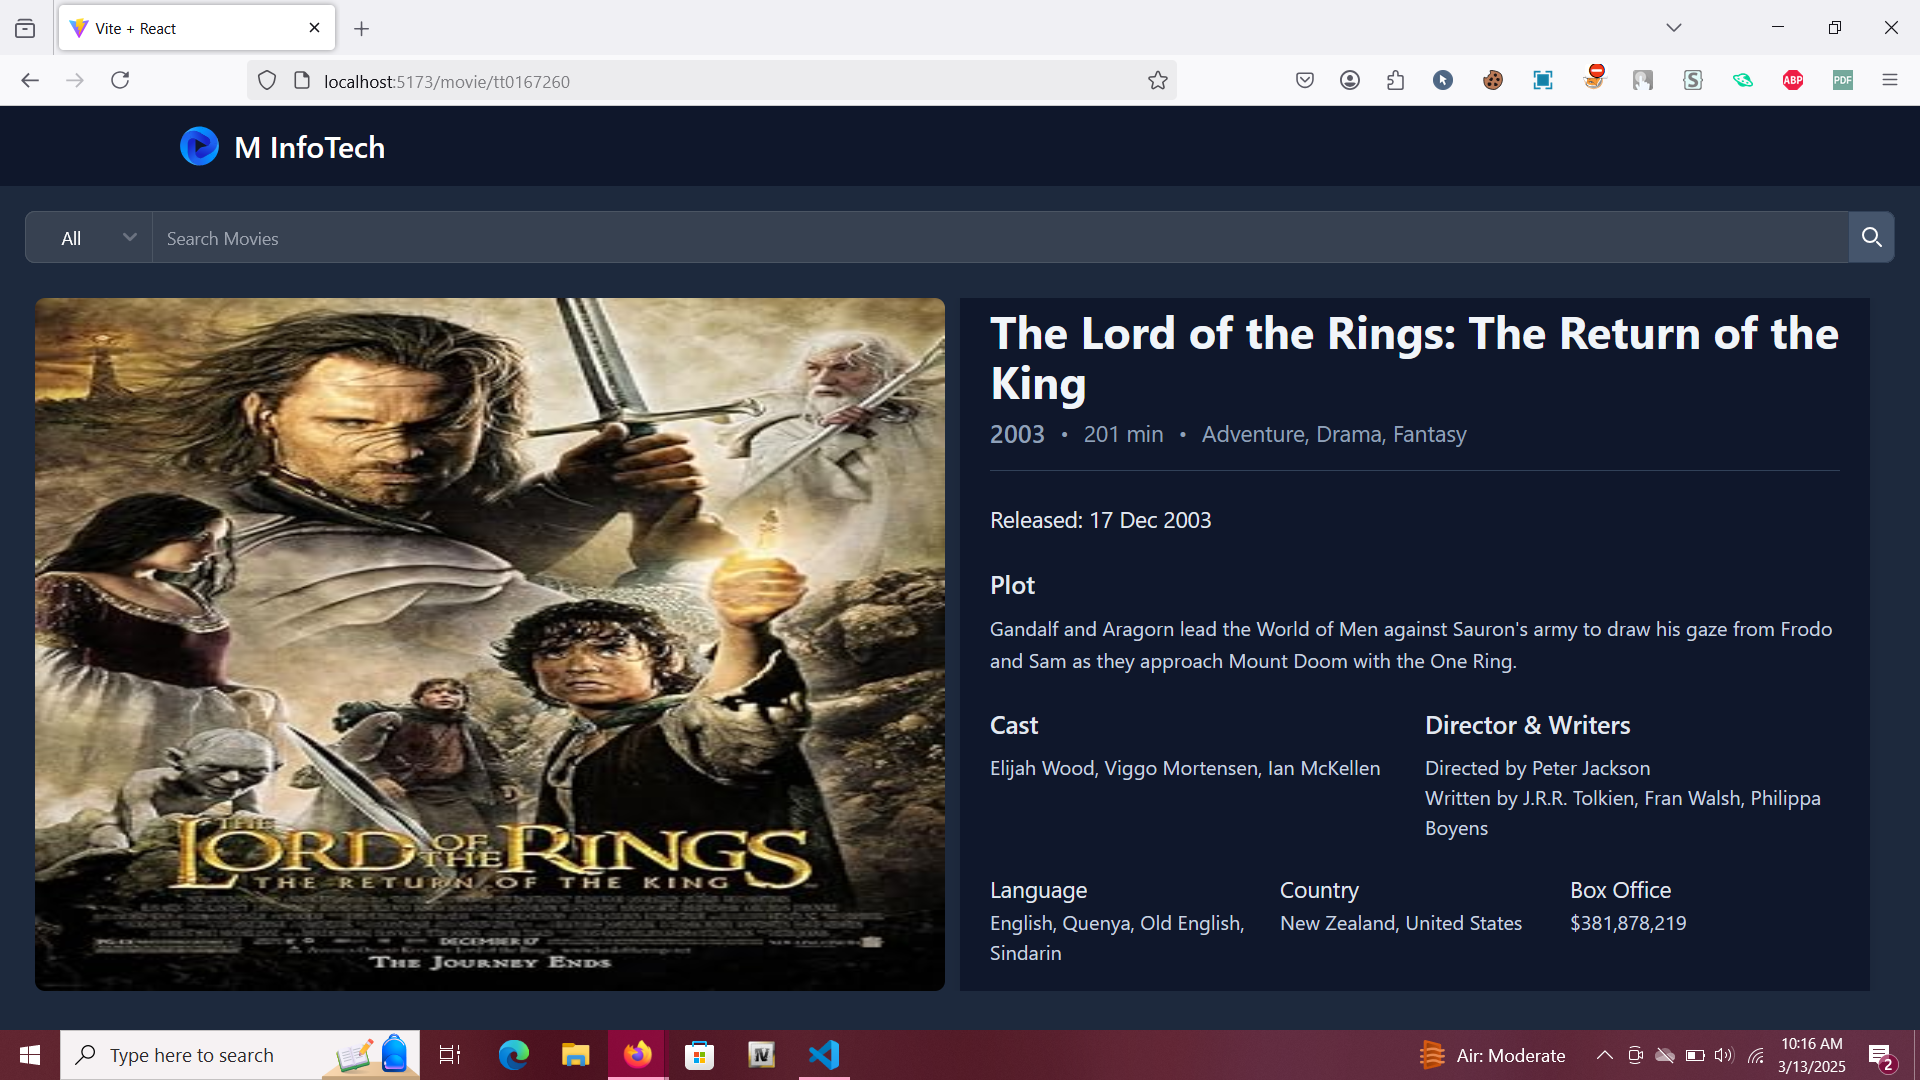 Vite + React
localhost:5173/movie/tt0167260
ABP
PDF
M InfoTech
All
Search Movies
The Lord of the Rings: The Return of the
King
2003 • 201 min • Adventure, Drama, Fantasy
Released: 17 Dec 2003
Plot
Gandalf and Aragorn lead the World of Men against Sauron's army to draw his gaze from Frodo
and Sam as they approach Mount Doom with the One Ring.
Cast
Elijah Wood, Viggo Mortensen, Ian McKellen
Director & Writers
Directed by Peter Jackson
Written by J.R.R. Tolkien, Fran Walsh, Philippa
Boyens
Language
English, Quenya, Old English,
Sindarin
Country
New Zealand, United States
Box Office
$381,878,219
THE
LORD OF THE RINGS
THE RETURN OF THE KING
DECEMBER 17
THE JOURNEY ENDS
Type here to search
Air: Moderate
10:16 AM
3/13/2025
2